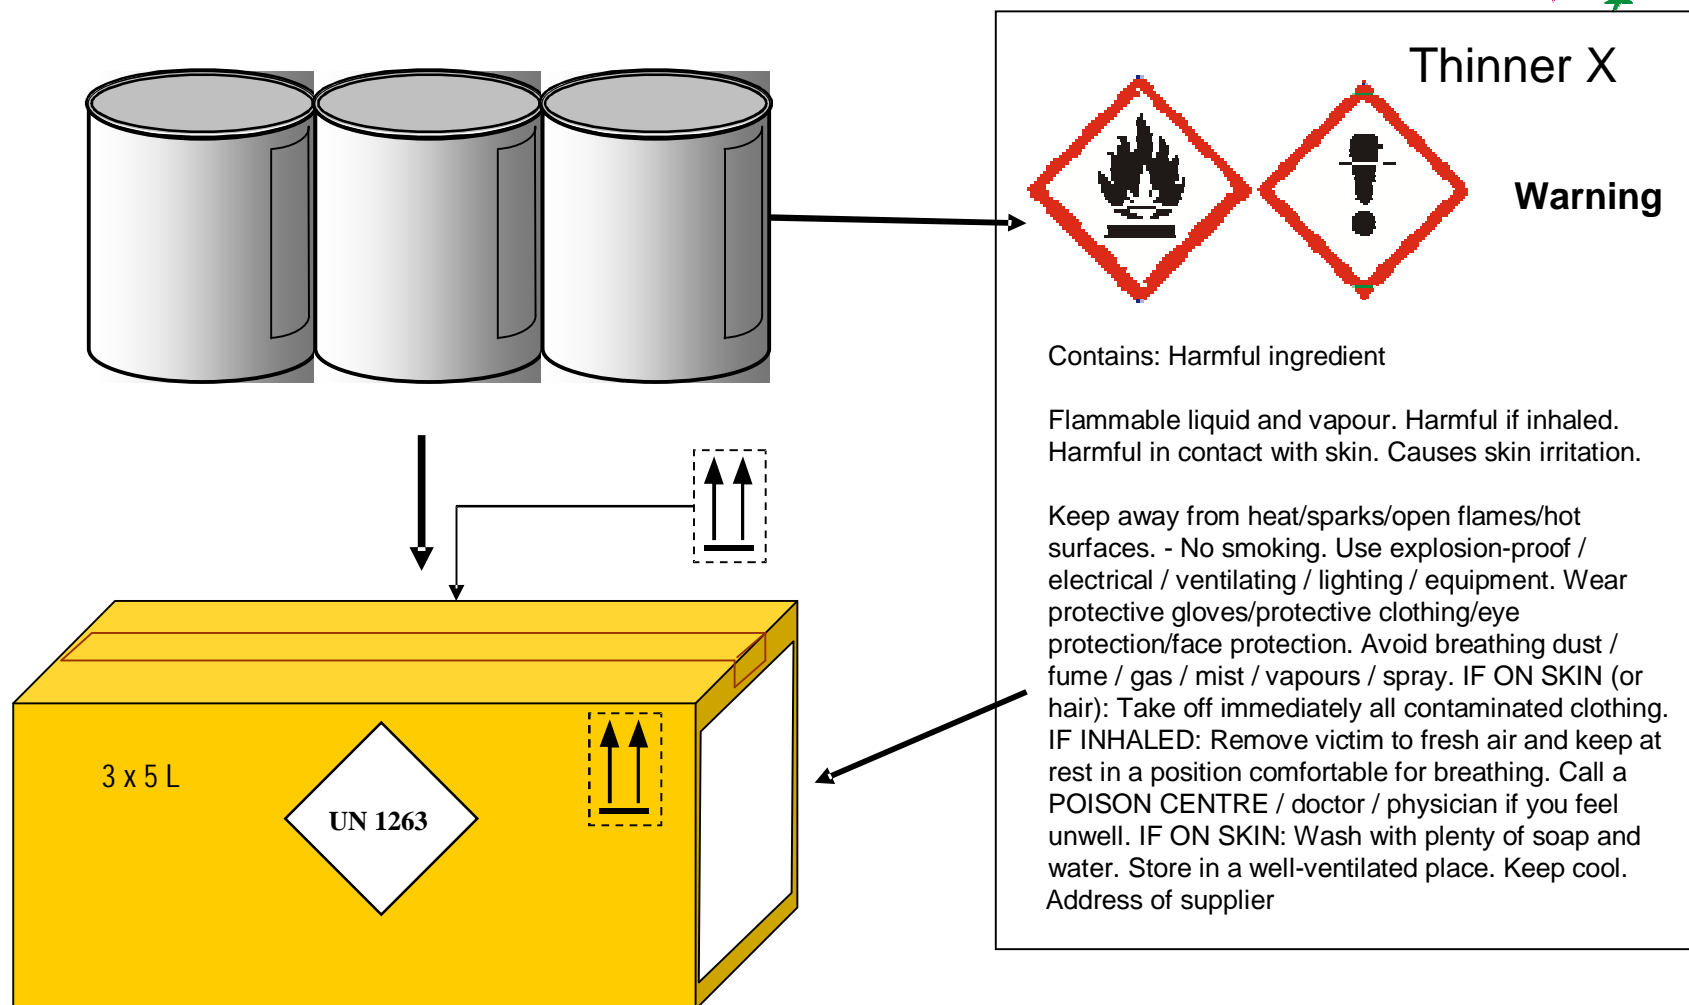 Thinner X
Warning
Contains: Harmful ingredient
Flammable liquid and vapour. Harmful if inhaled.
Harmful in contact with skin. Causes skin irritation.
Keep away from heat/sparks/open flames/hot
surfaces. - No smoking. Use explosion-proof /
electrical / ventilating / lighting / equipment. Wear
protective gloves/protective clothing/eye
protection/face protection. Avoid breathing dust /
fume / gas / mist / vapours / spray. IF ON SKIN (or
hair): Take off immediately all contaminated clothing.
IF INHALED: Remove victim to fresh air and keep at
rest in a position comfortable for breathing. Call a
POISON CENTRE / doctor / physician if you feel
unwell. IF ON SKIN: Wash with plenty of soap and
water. Store in a well-ventilated place. Keep cool.
Address of supplier
3 x 5 L
UN 1263